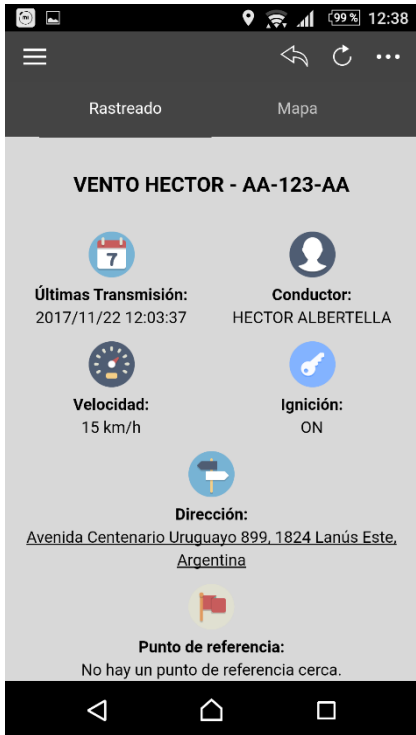 99 % 12:38
Rastreado Mapa
VENTO HECTOR - AA-123-AA
7
Últimas Transmisión: Conductor:
2017/11/22 12:03:37 HECTOR ALBERTELLA
Velocidad: Ignición:
15 km/h ON
Dirección:
Avenida Centenario Uruguayo 899, 1824 Lanús Este,
Argentina
Punto de referencia:
No hay un punto de referencia cerca.